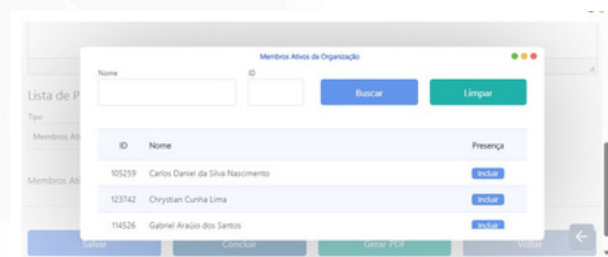 Membros Ativos da Organização
Nome
ID
Buscar
Limpar
Lista de P
Tipo
Membros Ati
ID Nome Presença
105259 Carlos Daniel da Silva Nascimento Incluir
123742 Chrystian Cunha Lima Incluir
114526 Gabriel Araújo dos Santos Incluir
Membros Ati
Salvar
Concluir
Gerar PDF
Voltar